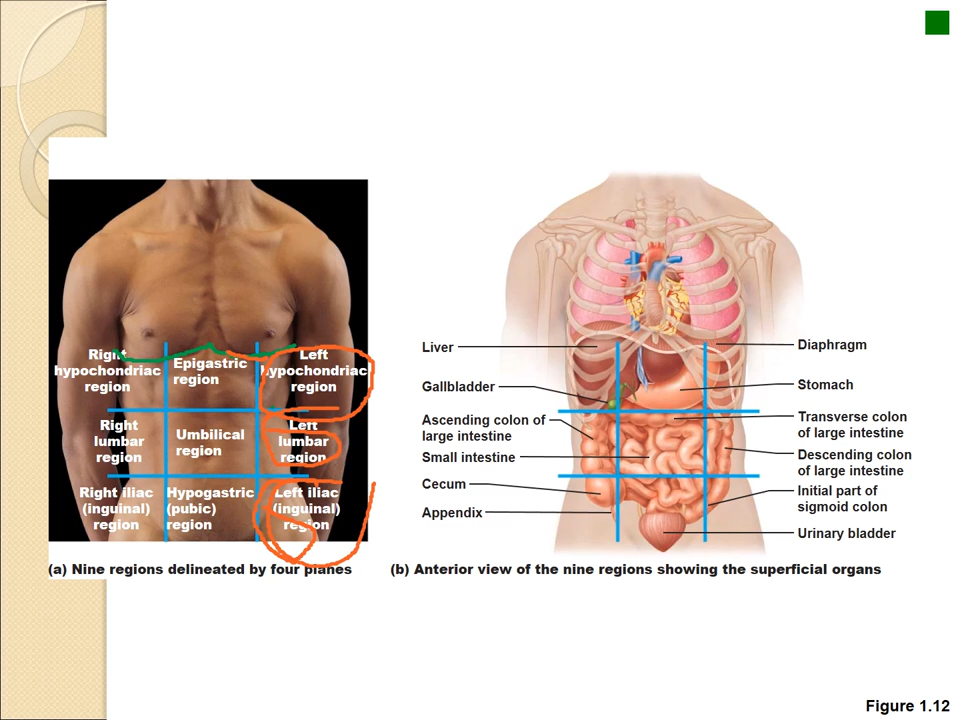 Right
hypochondriac
region
Epigastric
region
Left
hypochondriac
region
Right
lumbar
region
Umbilical
region
Left
lumbar
region
Right iliac
(inguinal)
region
Hypogastric
(pubic)
region
Left iliac
(inguinal)
region
(a) Nine regions delineated by four planes
Liver
Gallbladder
Ascending colon of
large intestine
Small intestine
Cecum
Appendix
Diaphragm
Stomach
Transverse colon
of large intestine
Descending colon
of large intestine
Initial part of
sigmoid colon
Urinary bladder
(b) Anterior view of the nine regions showing the superficial organs
Figure 1.12